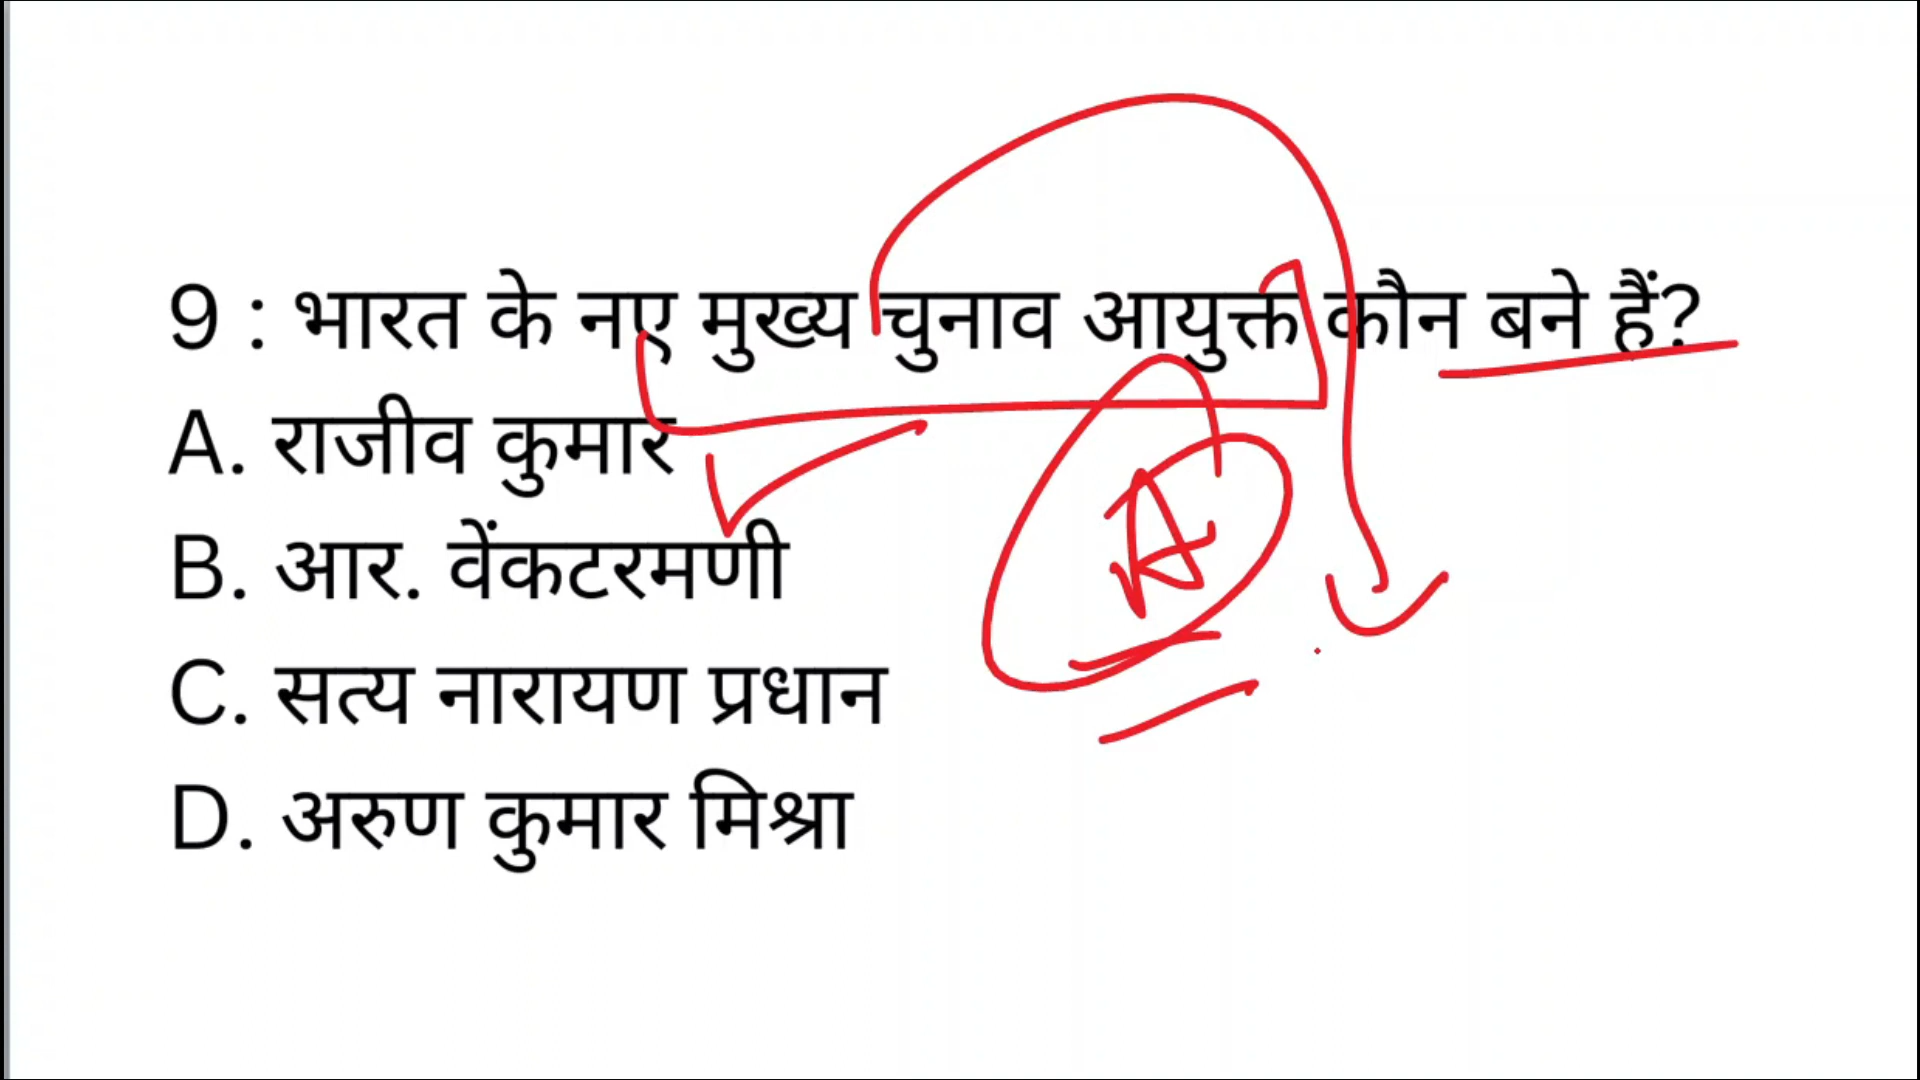 9 : भारत के नए मुख्य चुनाव आयुक्त कौन बने हैं?
A. राजीव कुमार
B. आर. वेंकटरमणी
C. सत्य नारायण प्रधान
D. अरुण कुमार मिश्रा
A